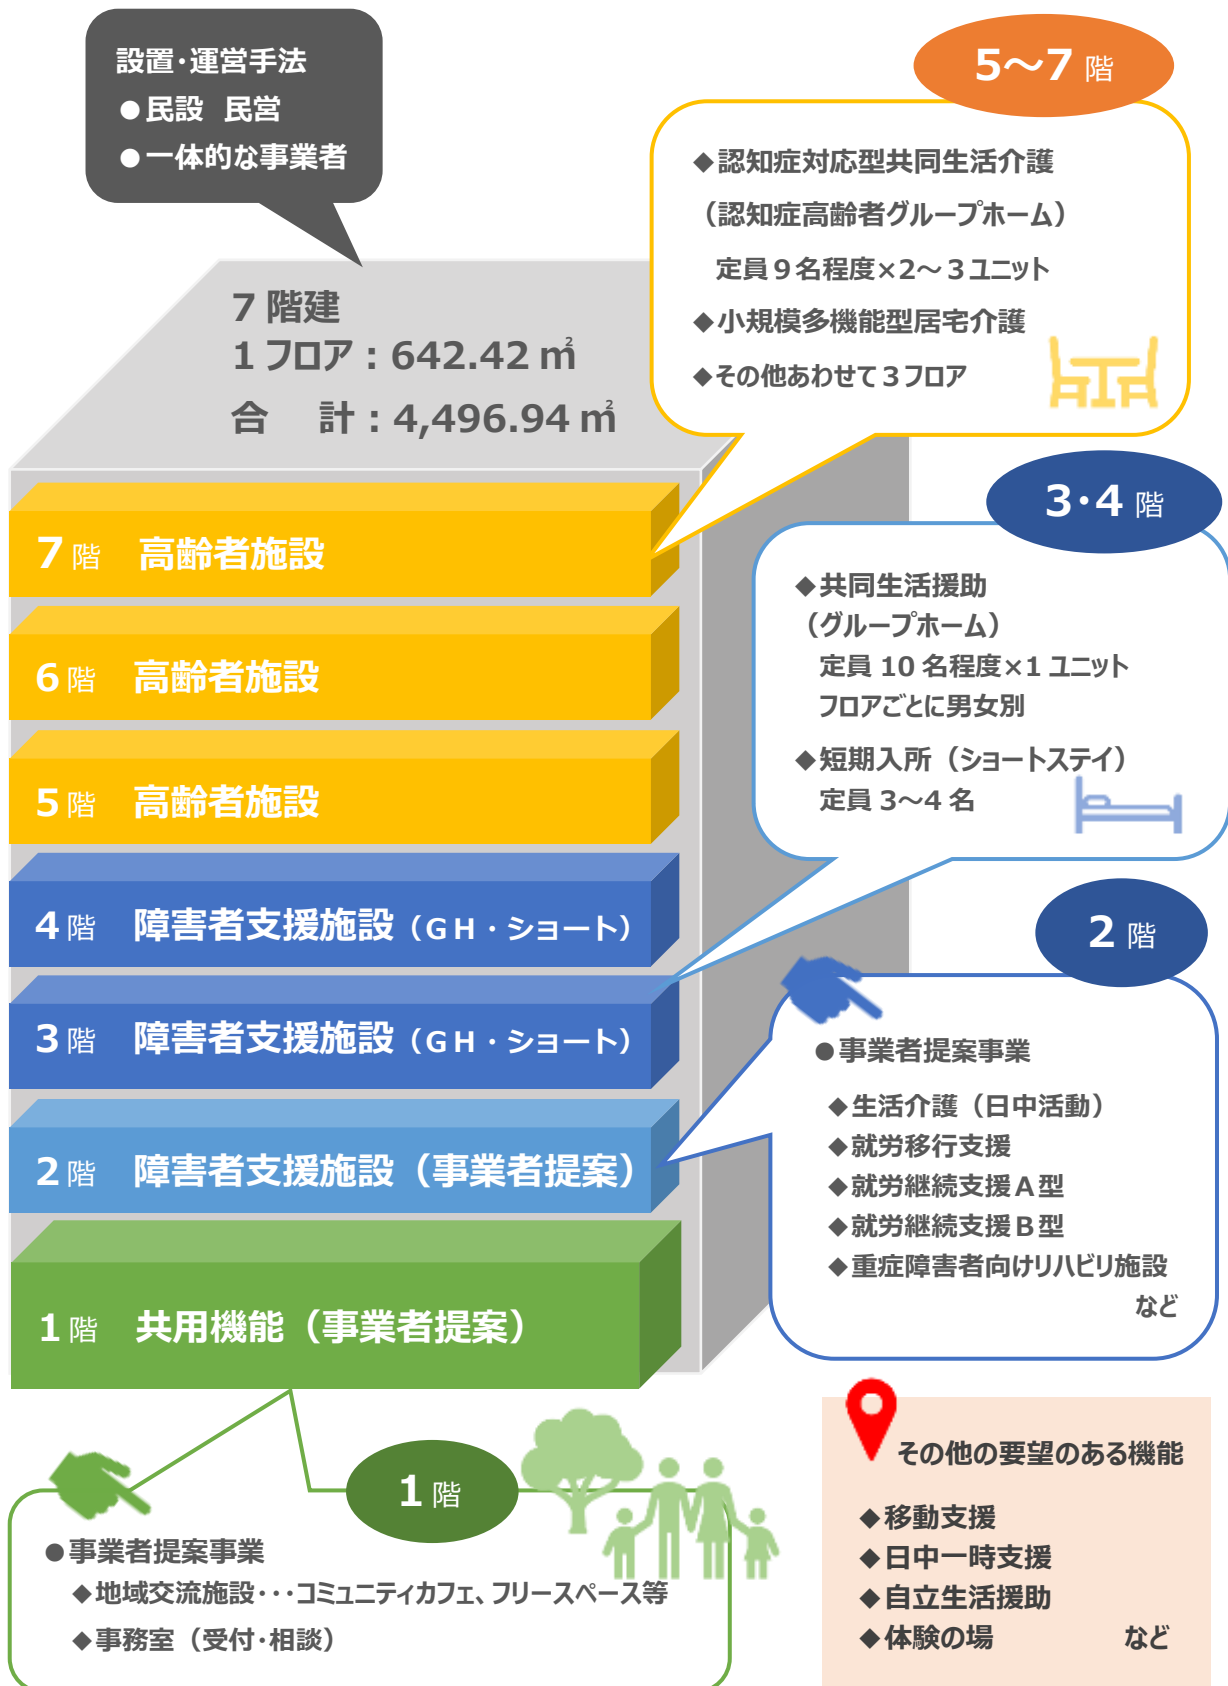 設置・運営手法
●民設 民営
●一体的な事業者
7 階建
1 フロア：642.42 ㎡
合 計：4,496.94 ㎡
5～7 階
◆認知症対応型共同生活介護
（認知症高齢者グループホーム）
定員９名程度×2～３ユニット
◆小規模多機能型居宅介護
◆その他あわせて３フロア
7 階 高齢者施設
6 階 高齢者施設
5 階 高齢者施設
3・4 階
◆共同生活援助
（グループホーム）
定員 10 名程度×1 ユニット
フロアごとに男女別
◆短期入所（ショートステイ）
定員 3～4 名
4 階 障害者支援施設（ＧＨ・ショート）
3 階 障害者支援施設（ＧＨ・ショート）
2 階
●事業者提案事業
◆生活介護（日中活動）
◆就労移行支援
◆就労継続支援Ａ型
◆就労継続支援Ｂ型
◆重症障害者向けリハビリ施設
など
2 階 障害者支援施設（事業者提案）
1 階 共用機能（事業者提案）
1 階
●事業者提案事業
◆地域交流施設・・・コミュニティカフェ、フリースペース等
◆事務室（受付・相談）
その他の要望のある機能
◆移動支援
◆日中一時支援
◆自立生活援助
◆体験の場 など